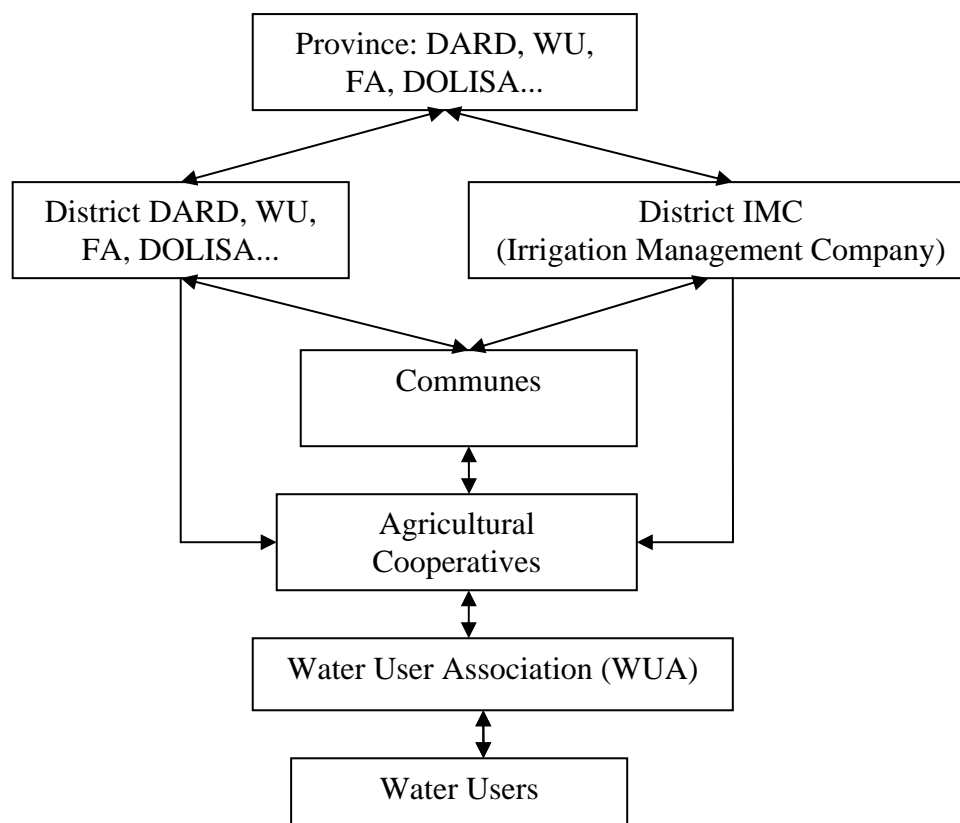 Province: DARD, WU,
FA, DOLISA...
District DARD, WU,
FA, DOLISA...
District IMC
(Irrigation Management Company)
Communes
Agricultural
Cooperatives
Water User Association (WUA)
Water Users